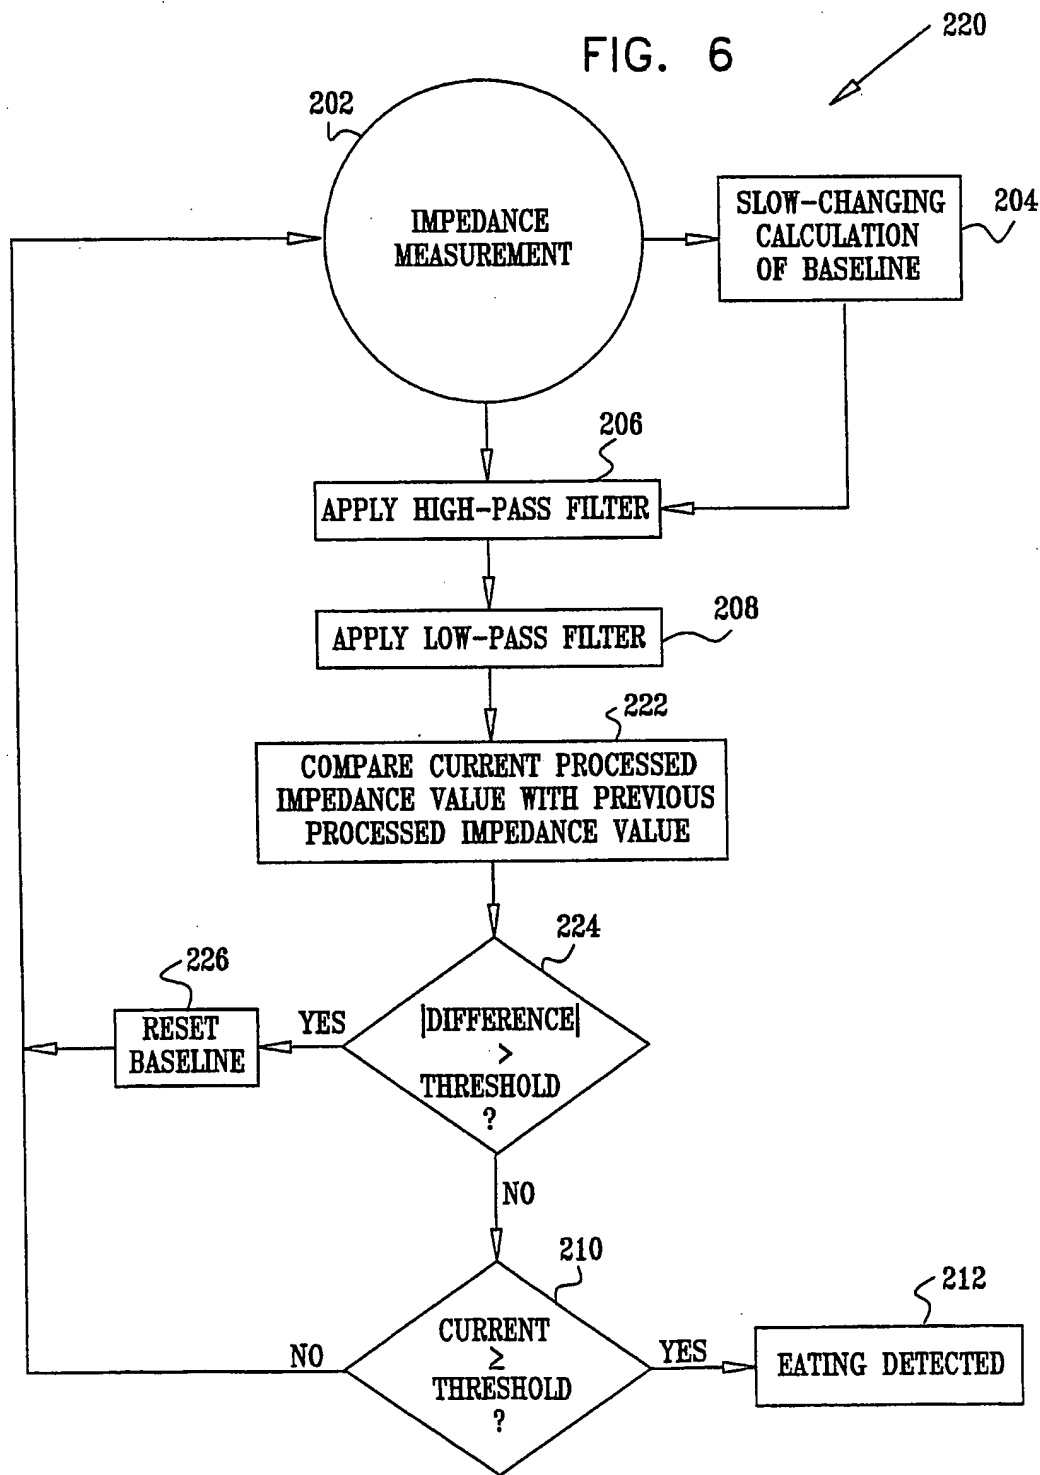 FIG. 6
220
202
IMPEDANCE
MEASUREMENT
SLOW-CHANGING
CALCULATION
OF BASELINE
204
206
APPLY HIGH-PASS FILTER
208
APPLY LOW-PASS FILTER
222
COMPARE CURRENT PROCESSED
IMPEDANCE VALUE WITH PREVIOUS
PROCESSED IMPEDANCE VALUE
224
|DIFFERENCE|
>
THRESHOLD
?
YES
226
RESET
BASELINE
NO
210
CURRENT
≥
THRESHOLD
?
NO
YES
212
EATING DETECTED